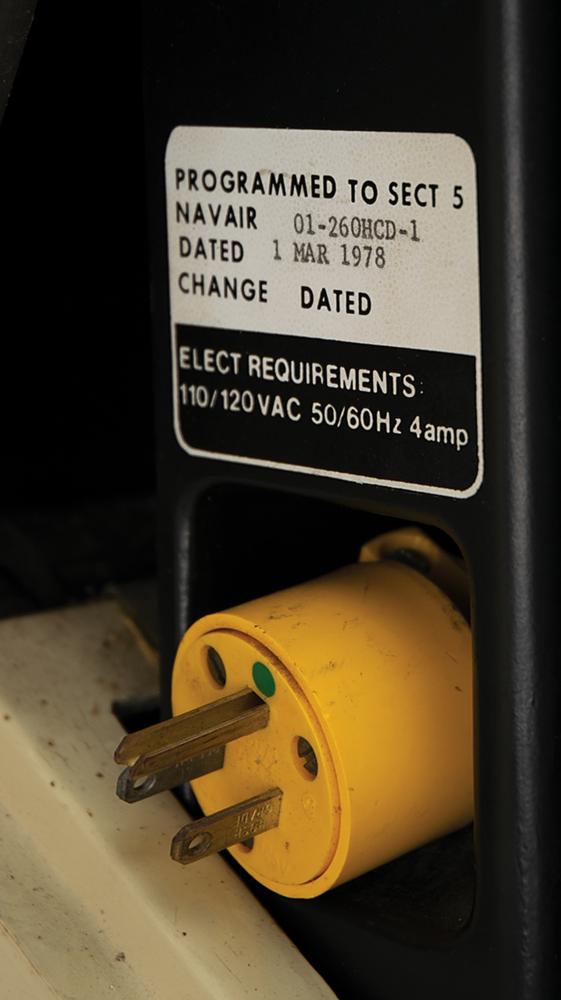 PROGRAMMED TO SECT 5
NAVAIR 01-260HCD-1
DATED 1 MAR 1978
CHANGE DATED
ELECT REQUIREMENTS:
110/120VAC 50/60Hz 4amp